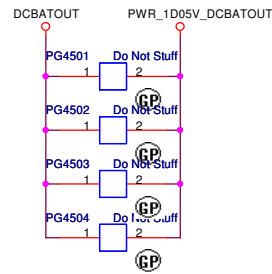 DCBATOUT PWR_1D05V_DCBATOUT
PG4501 Do Not Stuff
1 2
GP
PG4502 Do Not Stuff
1 2
GP
PG4503 Do Not Stuff
1 2
GP
PG4504 Do Not Stuff
1 2
GP